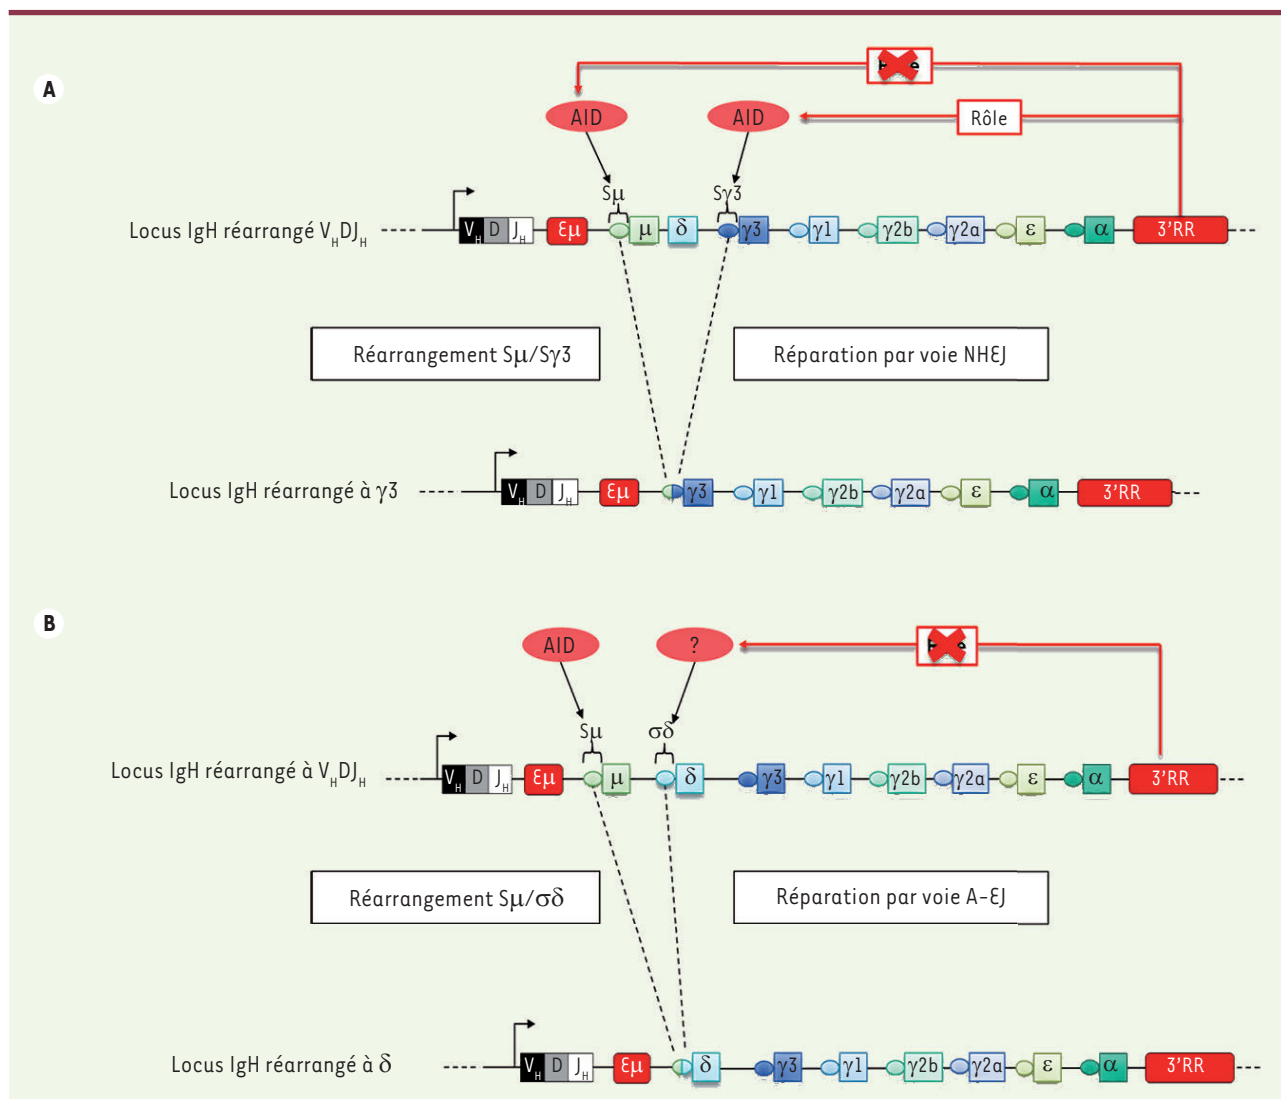 A
AID
AID
Rôle
Sμ
Sγ3
Locus IgH réarrangé VHDJH
VH D JH Eμ μ δ γ3 γ1 γ2b γ2a ε α 3'RR
Réarrangement Sμ/Sγ3
Réparation par voie NHEJ
Locus IgH réarrangé à γ3
VH D JH Eμ γ3 γ1 γ2b γ2a ε α 3'RR
B
AID
?
Sμ
σδ
Locus IgH réarrangé à VHDJH
VH D JH Eμ μ δ γ3 γ1 γ2b γ2a ε α 3'RR
Réarrangement Sμ/σδ
Réparation par voie A-EJ
Locus IgH réarrangé à δ
VH D JH Eμ δ γ3 γ1 γ2b γ2a ε α 3'RR